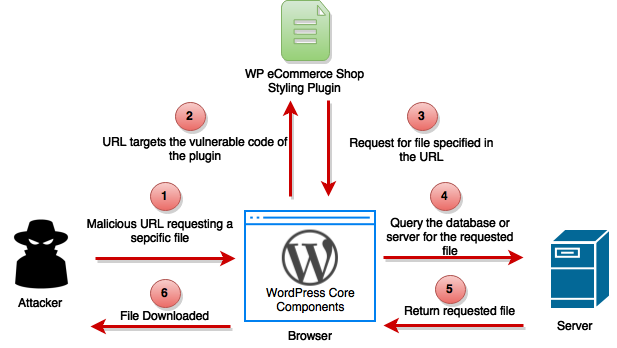 WP eCommerce Shop
Styling Plugin
2
URL targets the vulnerable code of
the plugin
3
Request for file specified in
the URL
1
Malicious URL requesting a
sepcific file
4
Query the database or
server for the requested
file
Attacker
W
WordPress Core
Components
Browser
Server
6
File Downloaded
5
Return requested file